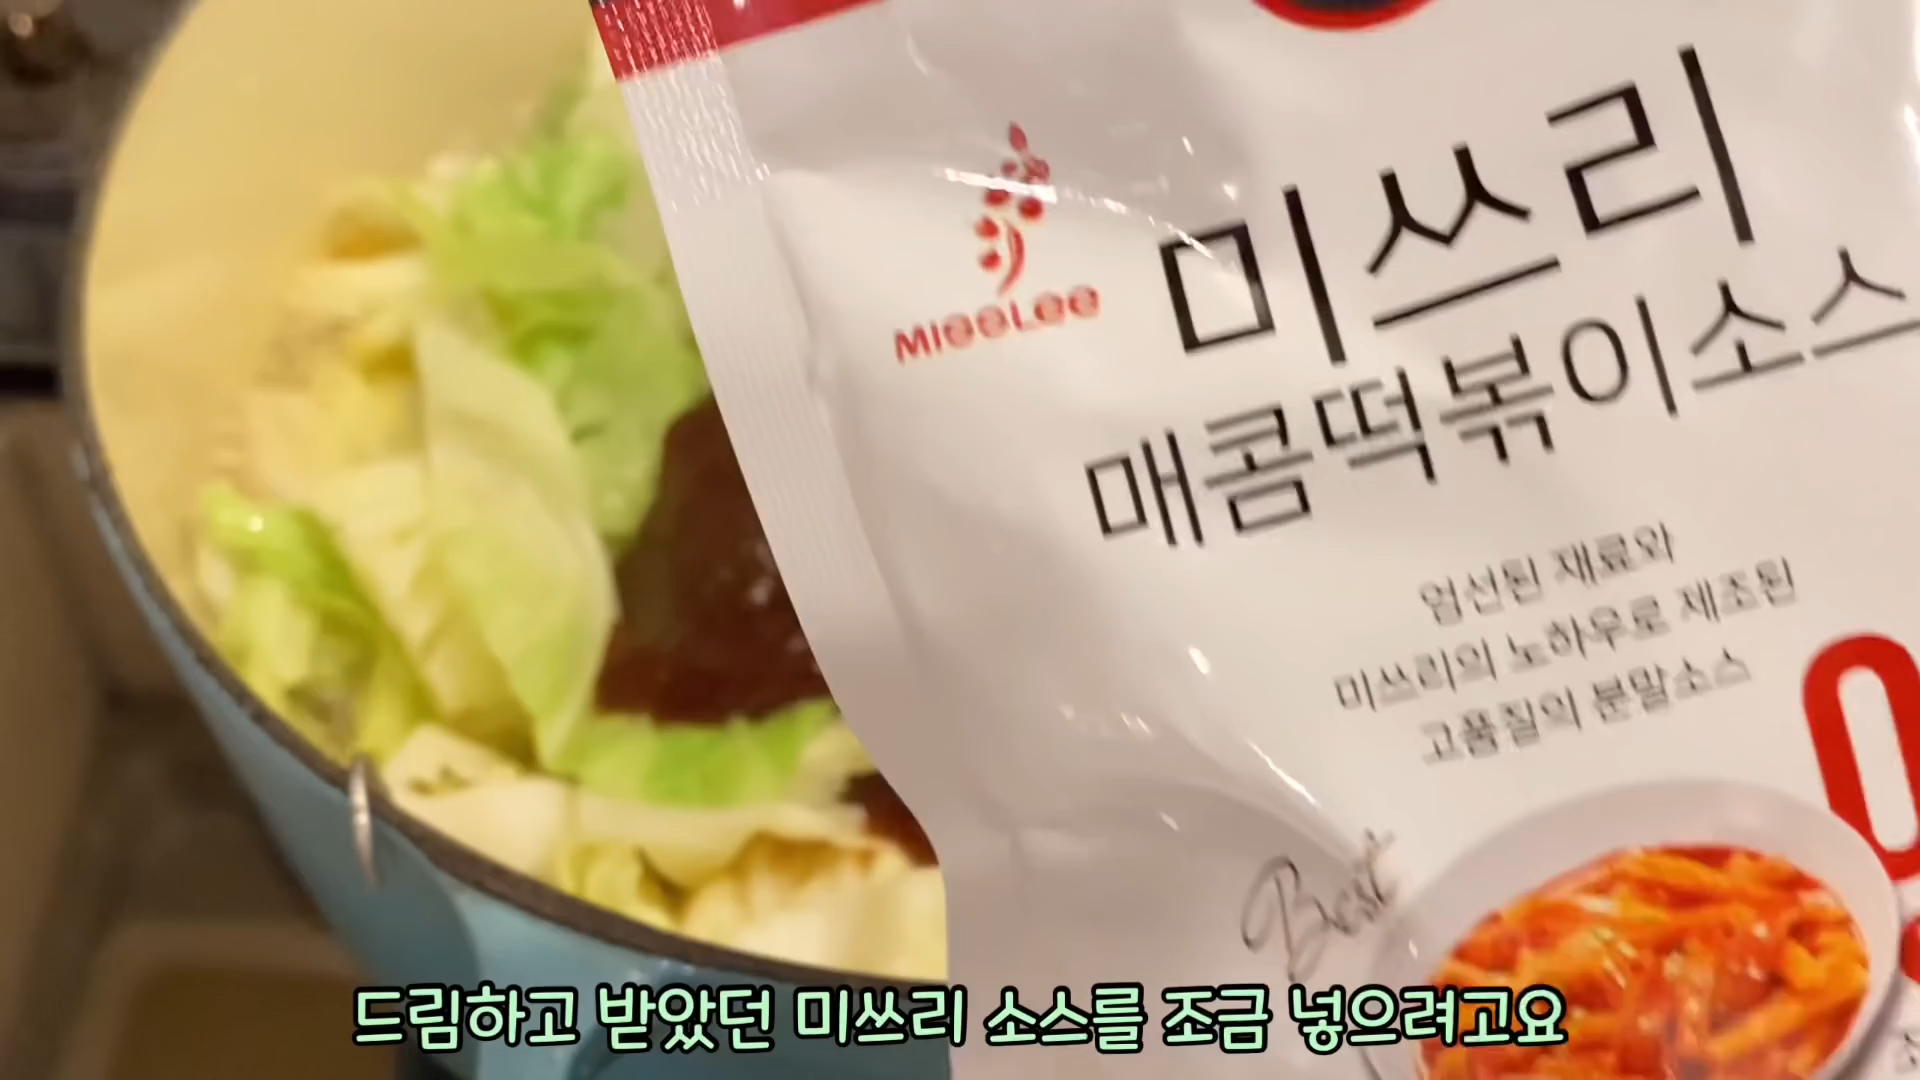 MieeLee
미쓰리
매콤떡볶이소스
엄선된 재료와
미쓰리의 노하우로 제조된
고품질의 분말소스
Best
드림하고 받았던 미쓰리 소스를 조금 넣으려고요